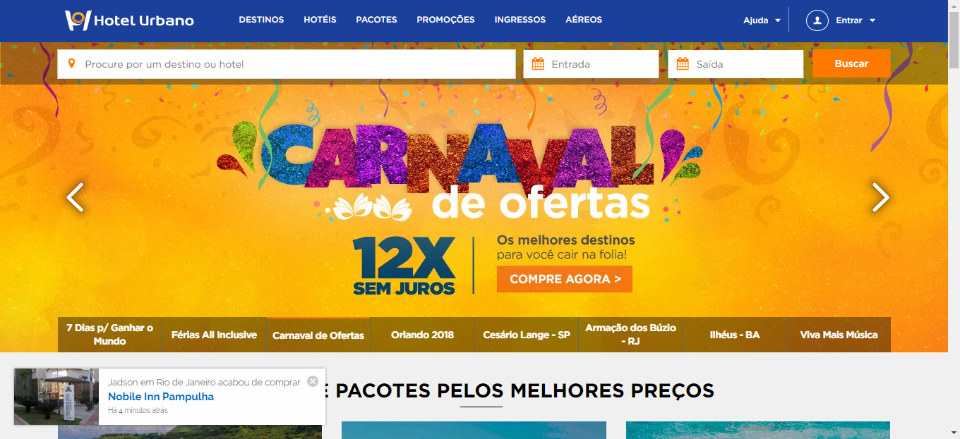 Hotel Urbano
DESTINOS HOTÉIS PACOTES PROMOÇÕES INGRESSOS AÉREOS
Ajuda Entrar
Procure por um destino ou hotel
Entrada
Saída
Buscar
CARNAVAL
de ofertas
12X
SEM JUROS
Os melhores destinos
para você cair na folia!
COMPRE AGORA >
7 Dias p/ Ganhar o
Mundo
Férias All Inclusive
Carnaval de Ofertas
Orlando 2018
Cesário Lange - SP
Armação dos Búzio
- RJ
Ilhéus - BA
Viva Mais Música
E PACOTES PELOS MELHORES PREÇOS
Jadson em Rio de Janeiro acabou de comprar
Nobile Inn Pampulha
Há 4 minutos atrás